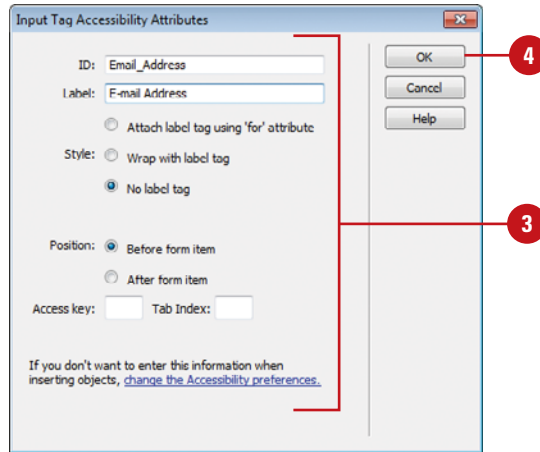 Input Tag Accessibility Attributes
ID: Email_Address
Label: E-mail Address
Attach label tag using 'for' attribute
Style: Wrap with label tag
No label tag
Position: Before form item
After form item
Access key: Tab Index:
If you don't want to enter this information when
inserting objects, change the Accessibility preferences.
OK
Cancel
Help
4
3